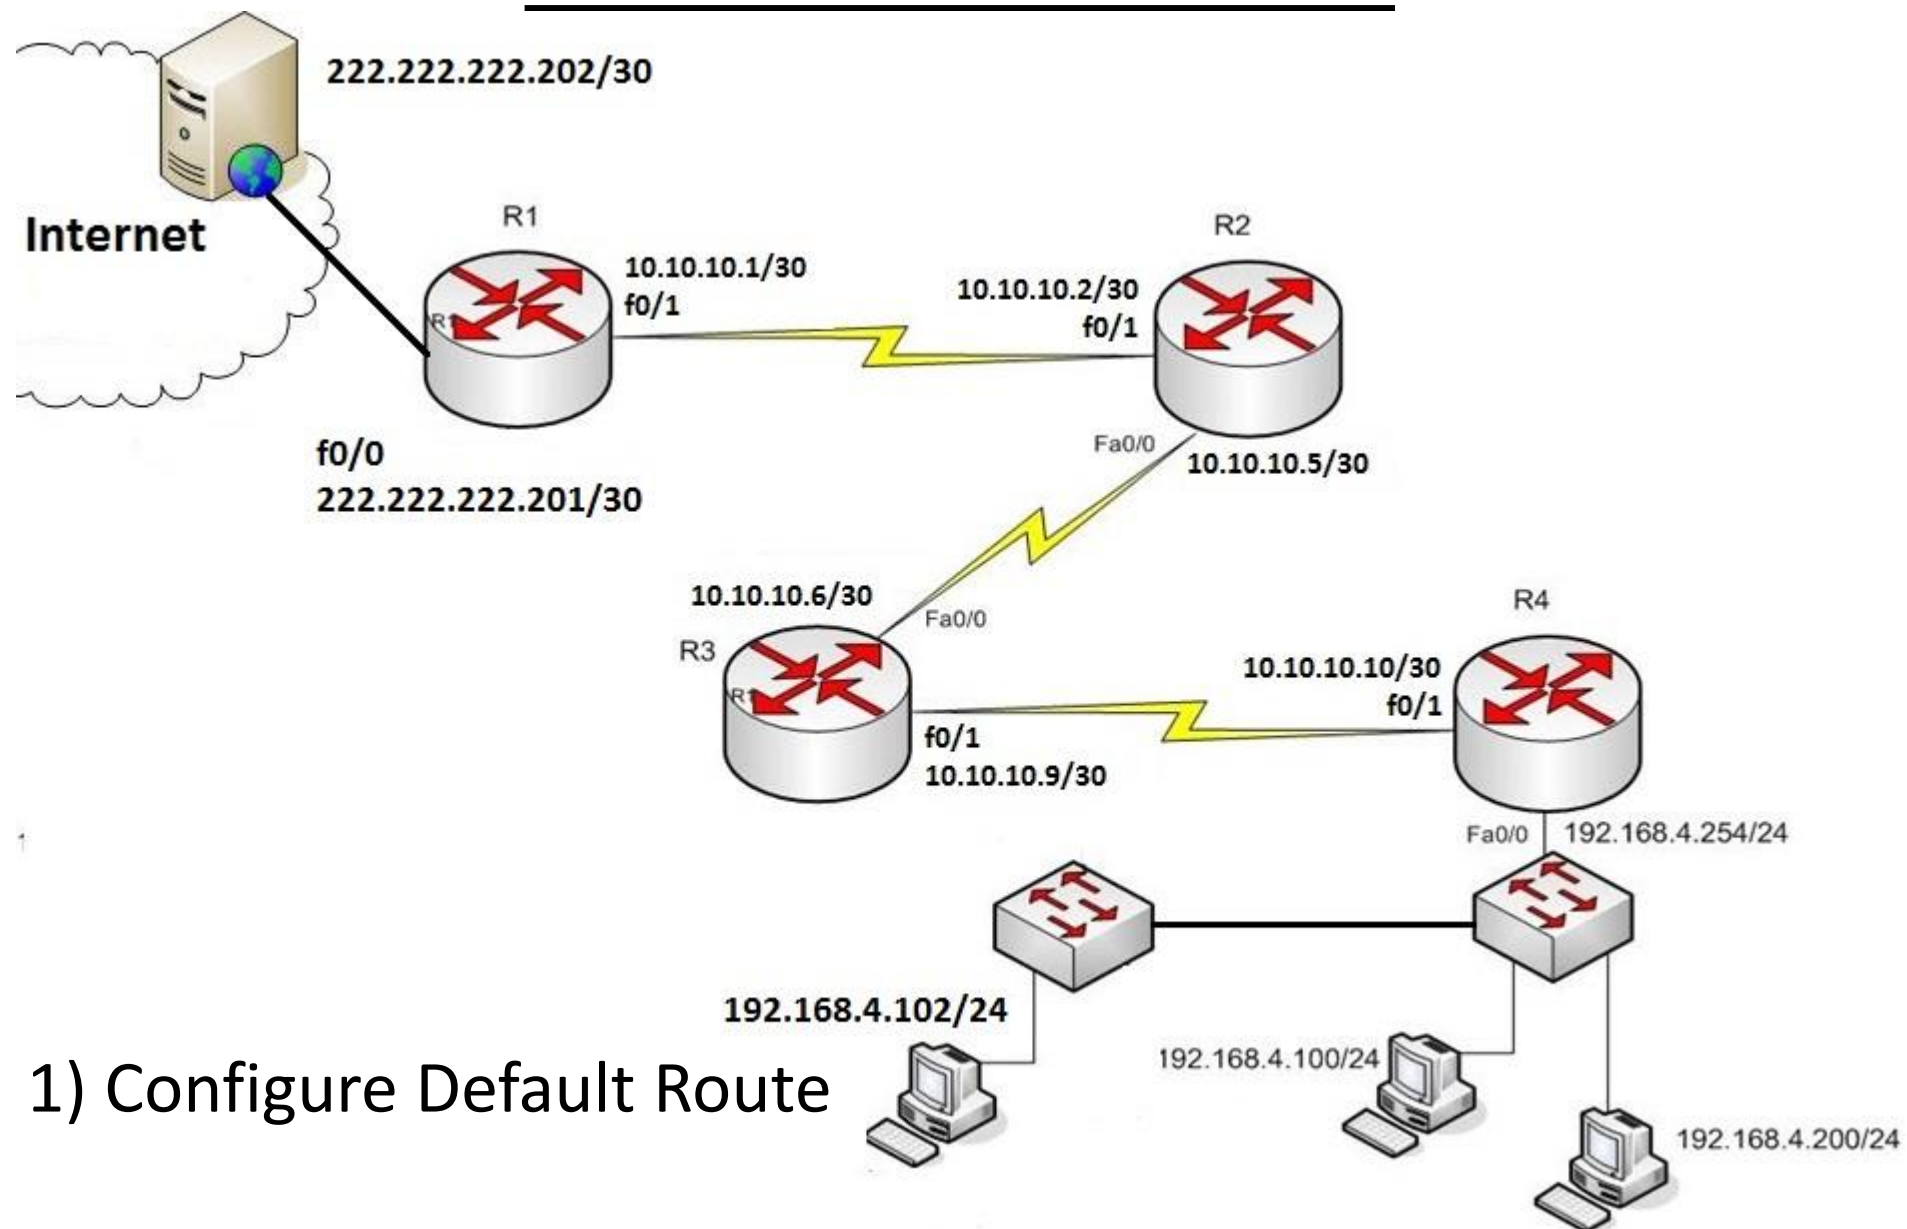 222.222.222.202/30
Internet
R1
R2
10.10.10.1/30
f0/1
10.10.10.2/30
f0/1
R1
f0/0
222.222.222.201/30
Fa0/0
10.10.10.5/30
10.10.10.6/30
Fa0/0
R3
R4
R1
10.10.10.10/30
f0/1
f0/1
10.10.10.9/30
Fa0/0
192.168.4.254/24
192.168.4.102/24
192.168.4.100/24
1) Configure Default Route
192.168.4.200/24